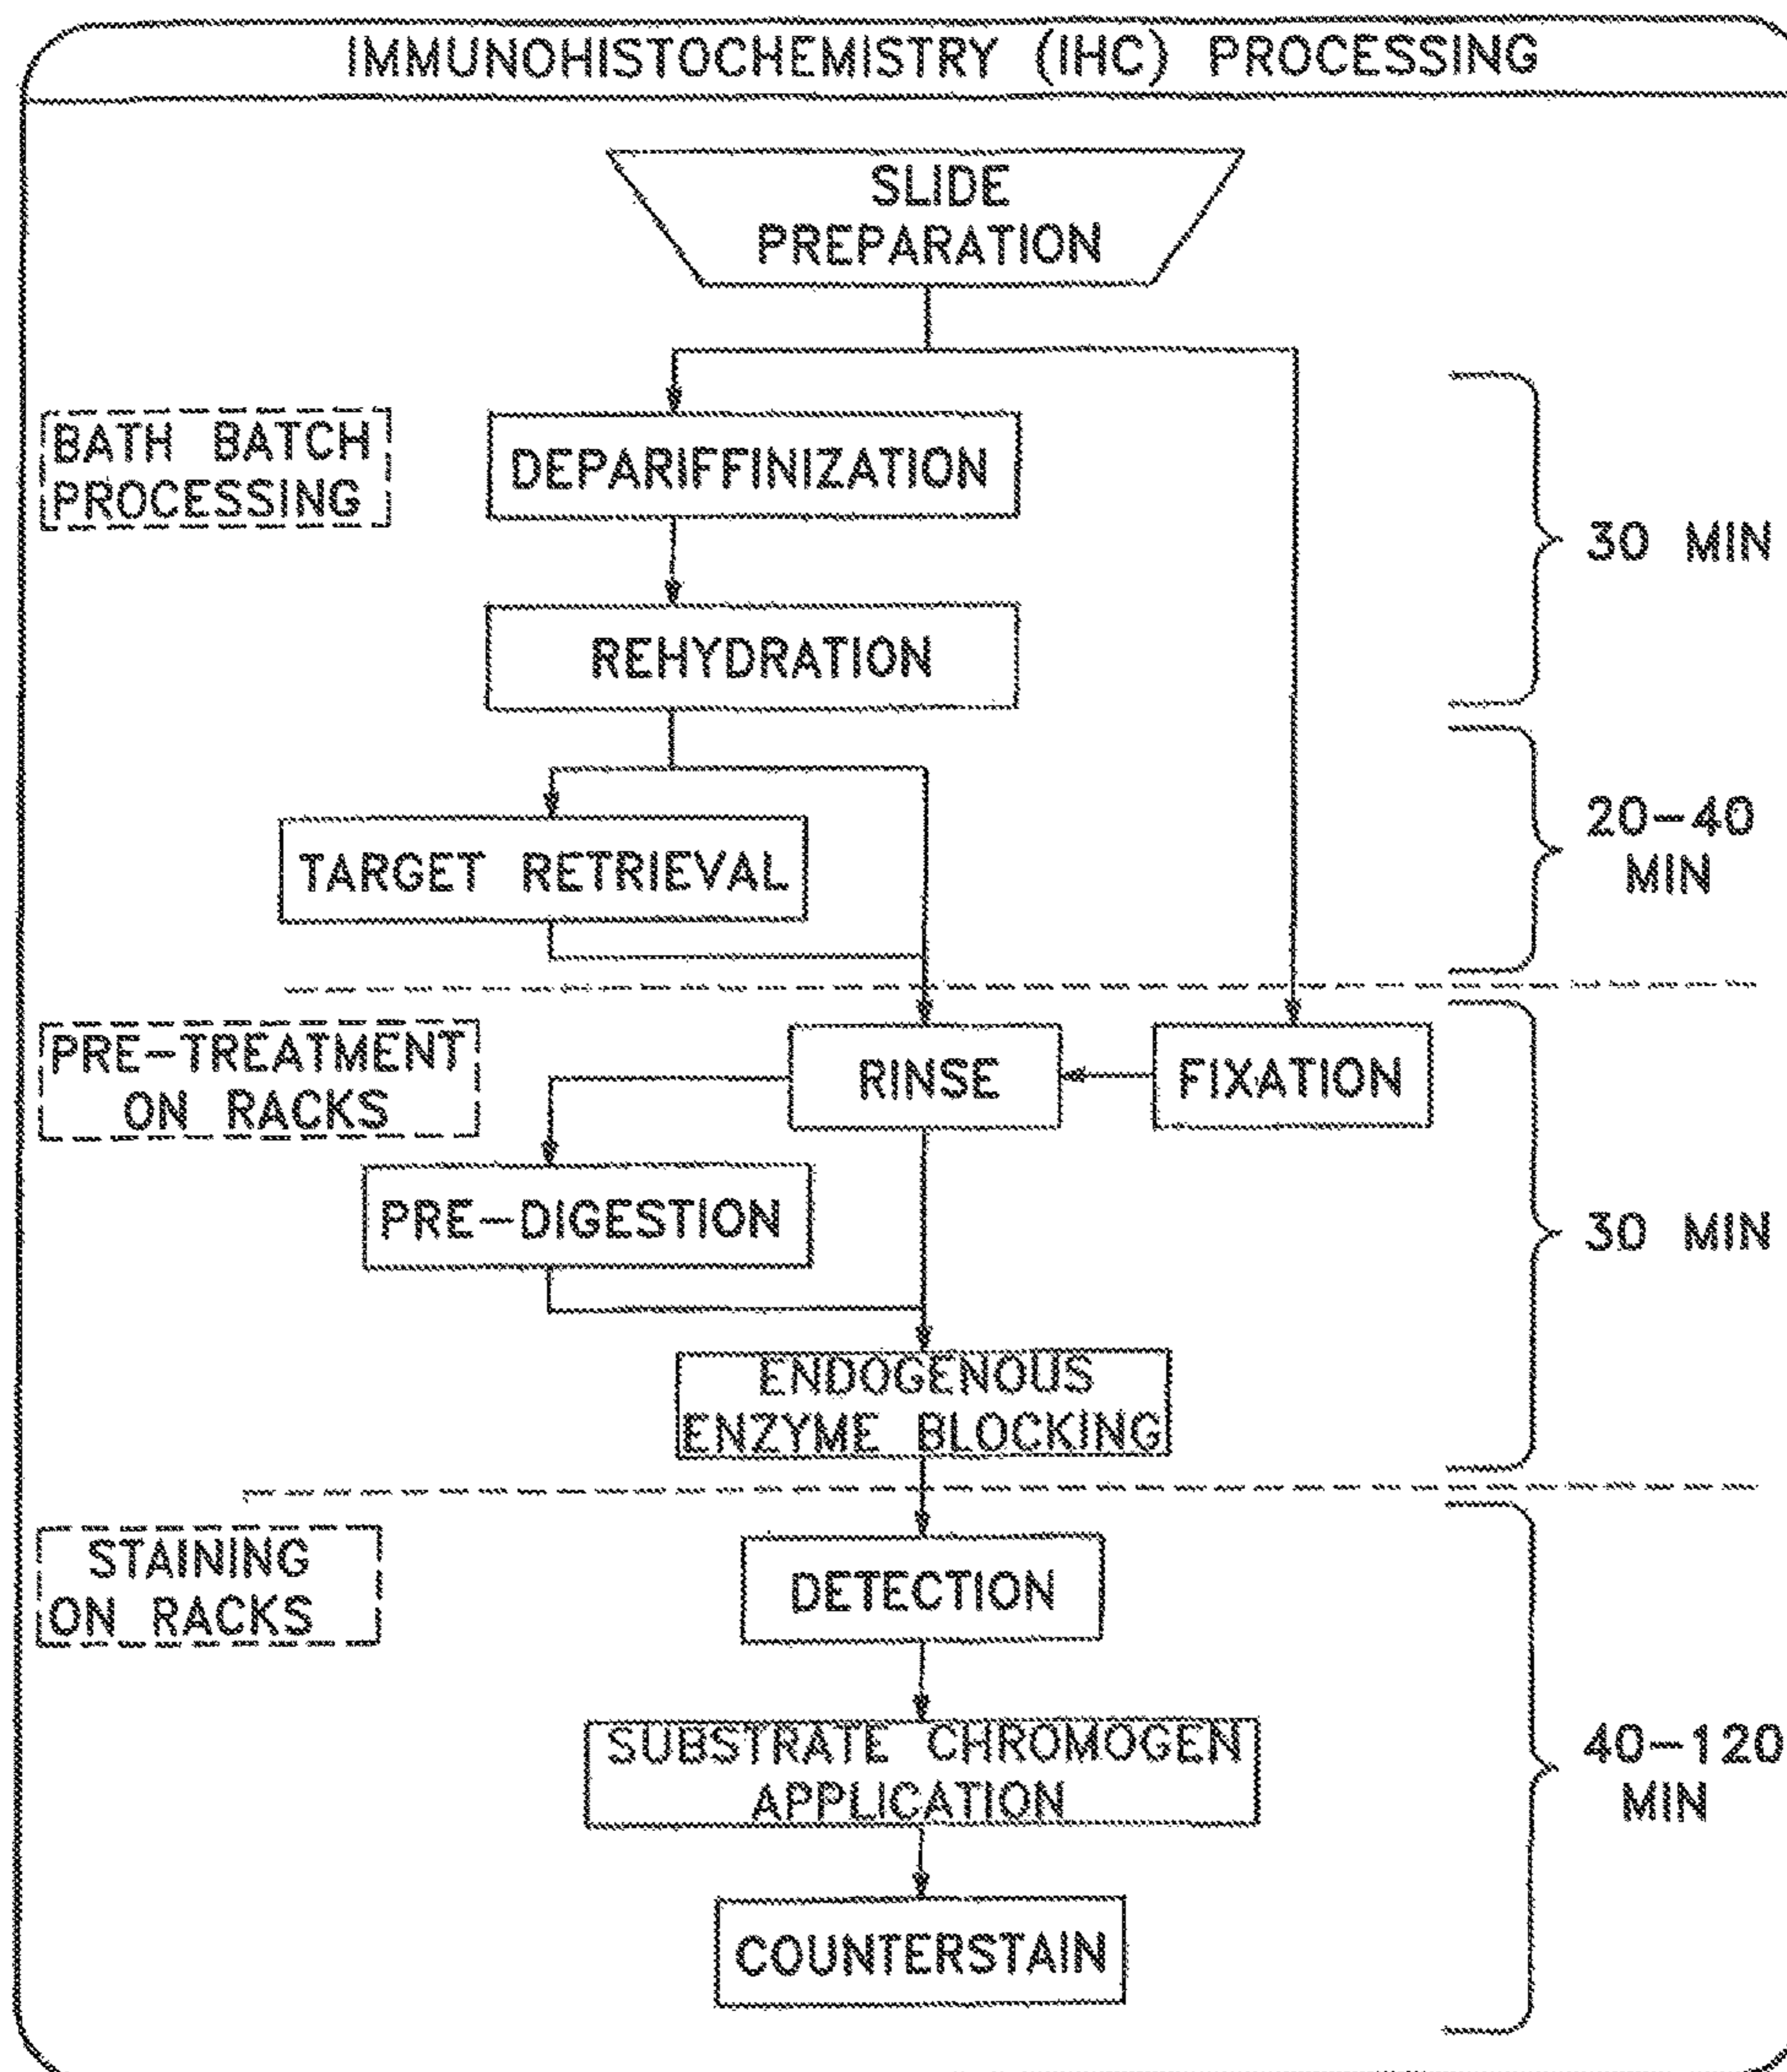 IMMUNOHISTOCHEMISTRY (IHC) PROCESSING
SLIDE
PREPARATION
BATH BATCH
PROCESSING
DEPARIFFINIZATION
30 MIN
REHYDRATION
20-40
MIN
TARGET RETRIEVAL
PRE-TREATMENT
ON RACKS
RINSE
FIXATION
PRE-DIGESTION
30 MIN
ENDOGENOUS
ENZYME BLOCKING
STAINING
ON RACKS
DETECTION
SUBSTRATE CHROMOGEN
APPLICATION
40-120
MIN
COUNTERSTAIN